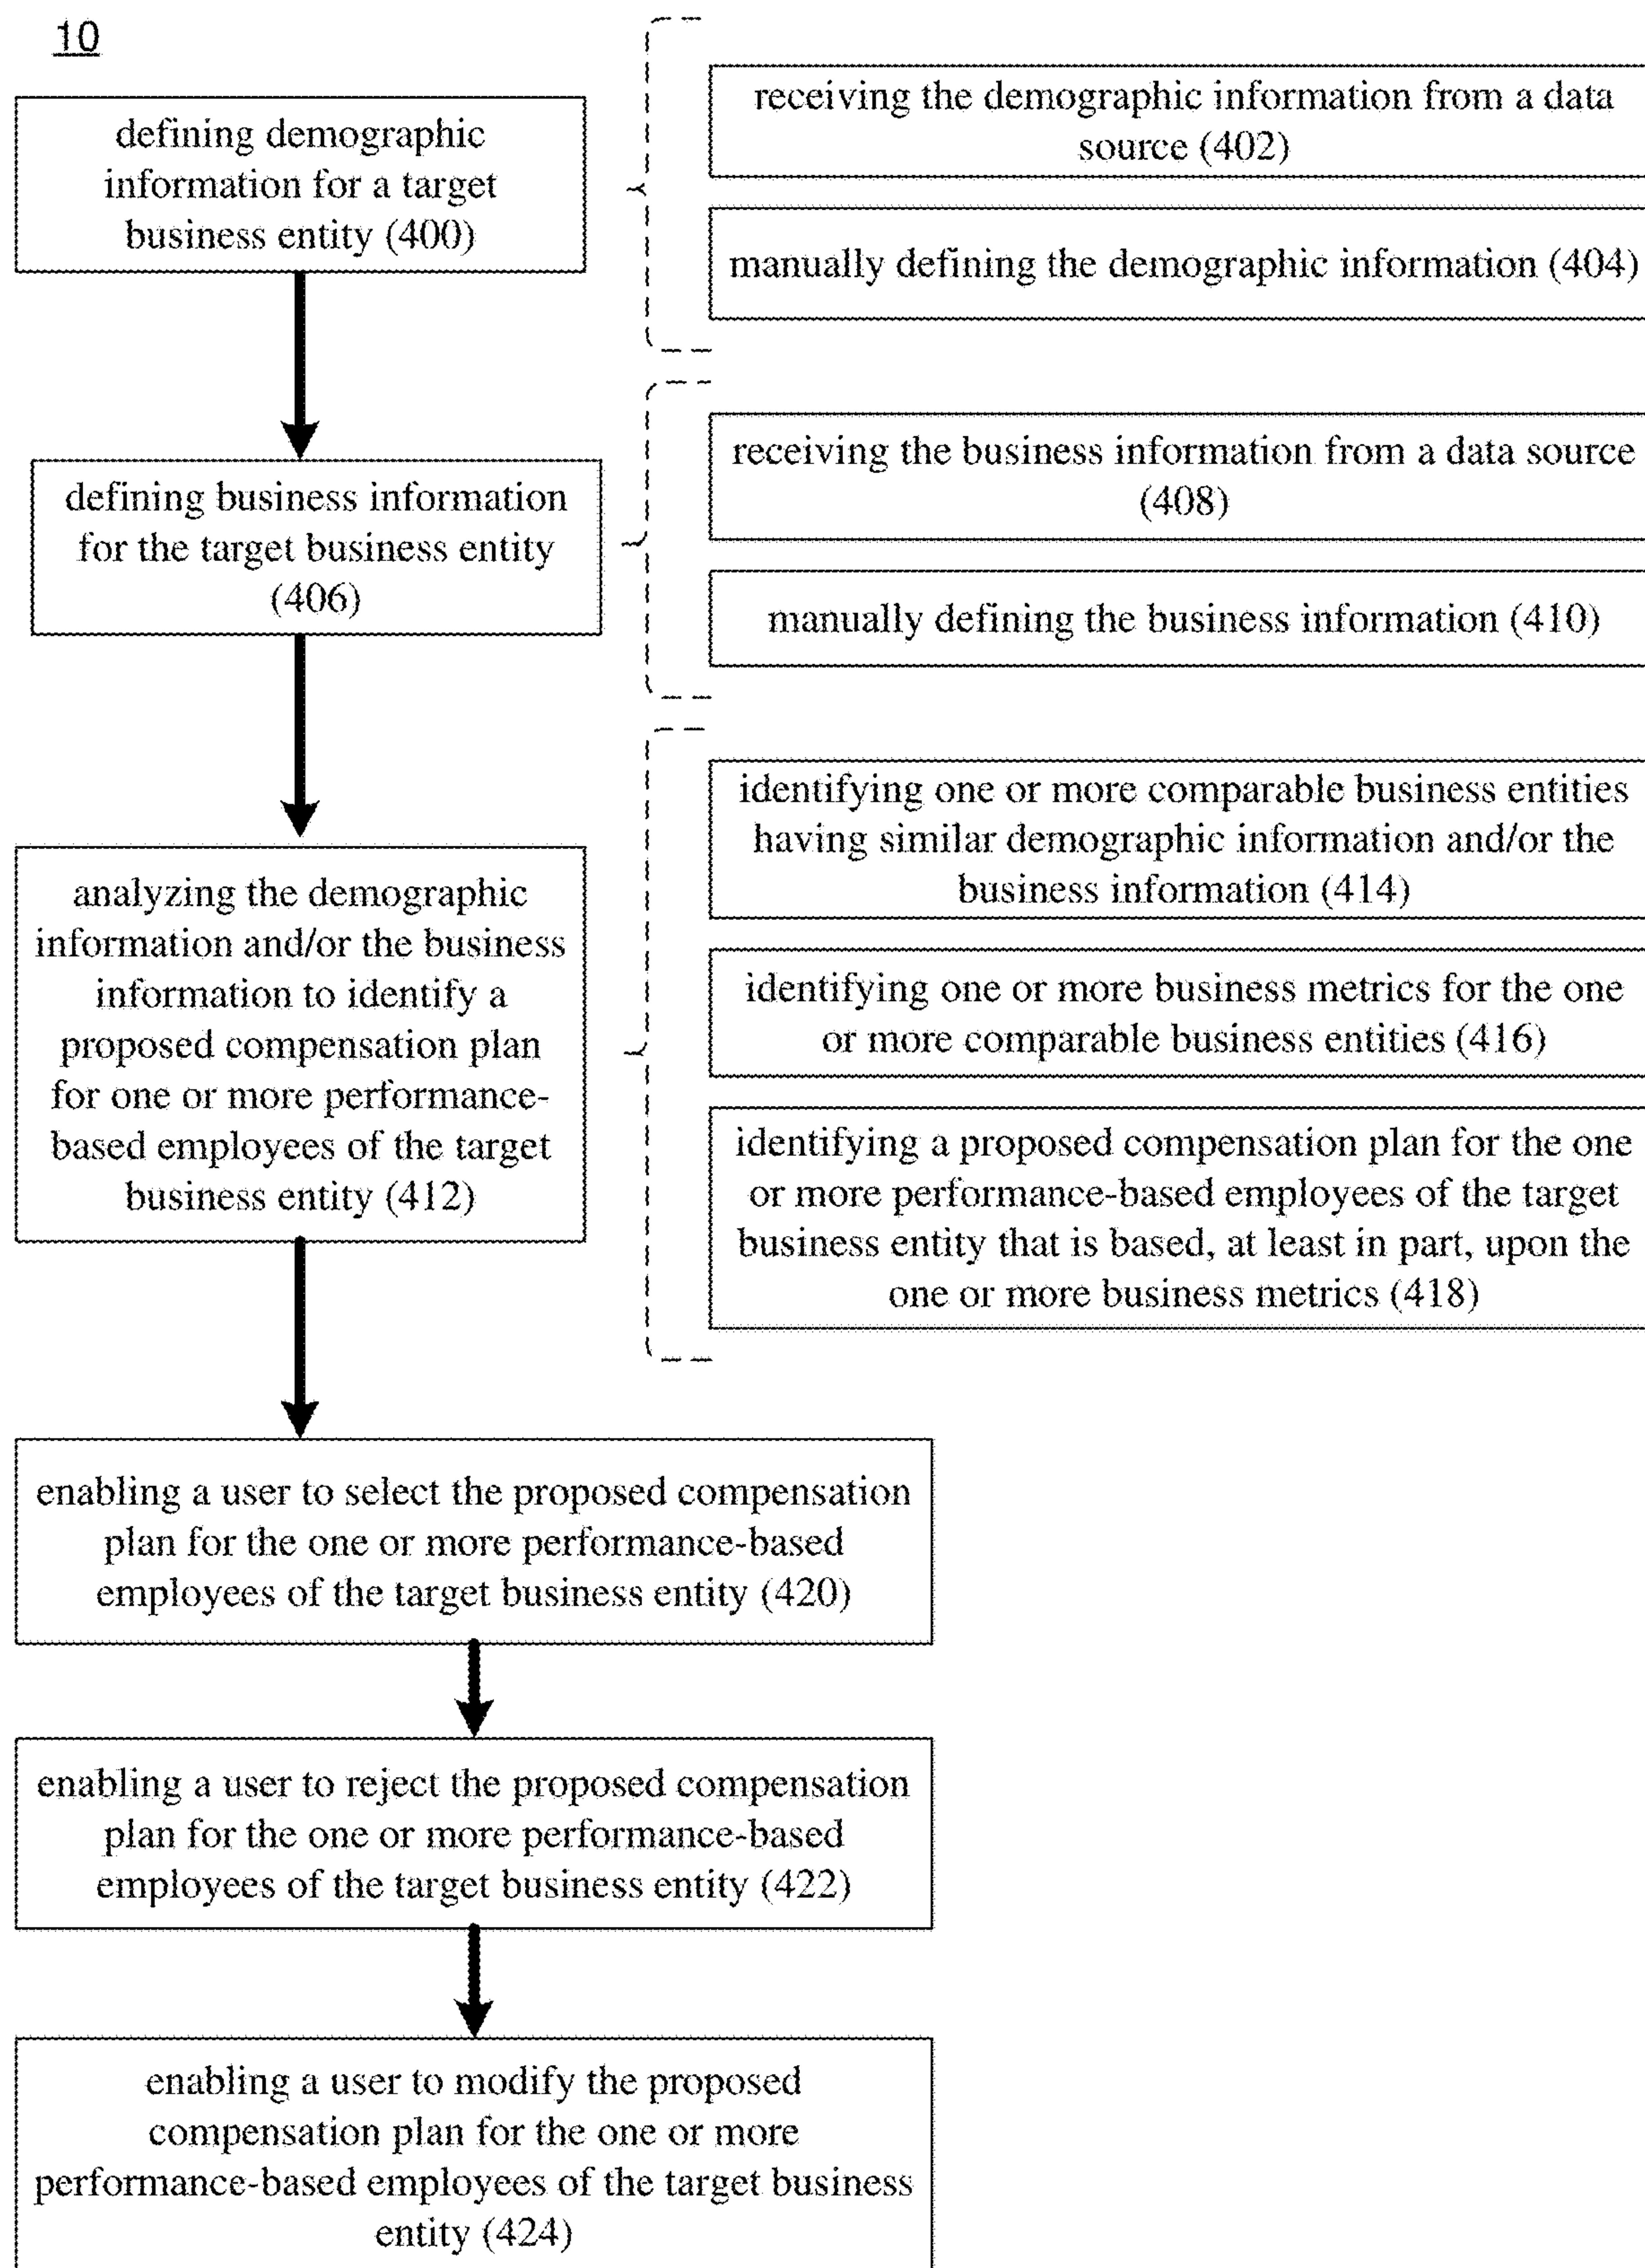 10
defining demographic
information for a target
business entity (400)
receiving the demographic information from a data
source (402)
manually defining the demographic information (404)
defining business information
for the target business entity
(406)
receiving the business information from a data source
(408)
manually defining the business information (410)
analyzing the demographic
information and/or the business
information to identify a
proposed compensation plan
for one or more performance-
based employees of the target
business entity (412)
identifying one or more comparable business entities
having similar demographic information and/or the
business information (414)
identifying one or more business metrics for the one
or more comparable business entities (416)
identifying a proposed compensation plan for the one
or more performance-based employees of the target
business entity that is based, at least in part, upon the
one or more business metrics (418)
enabling a user to select the proposed compensation
plan for the one or more performance-based
employees of the target business entity (420)
enabling a user to reject the proposed compensation
plan for the one or more performance-based
employees of the target business entity (422)
enabling a user to modify the proposed
compensation plan for the one or more
performance-based employees of the target business
entity (424)